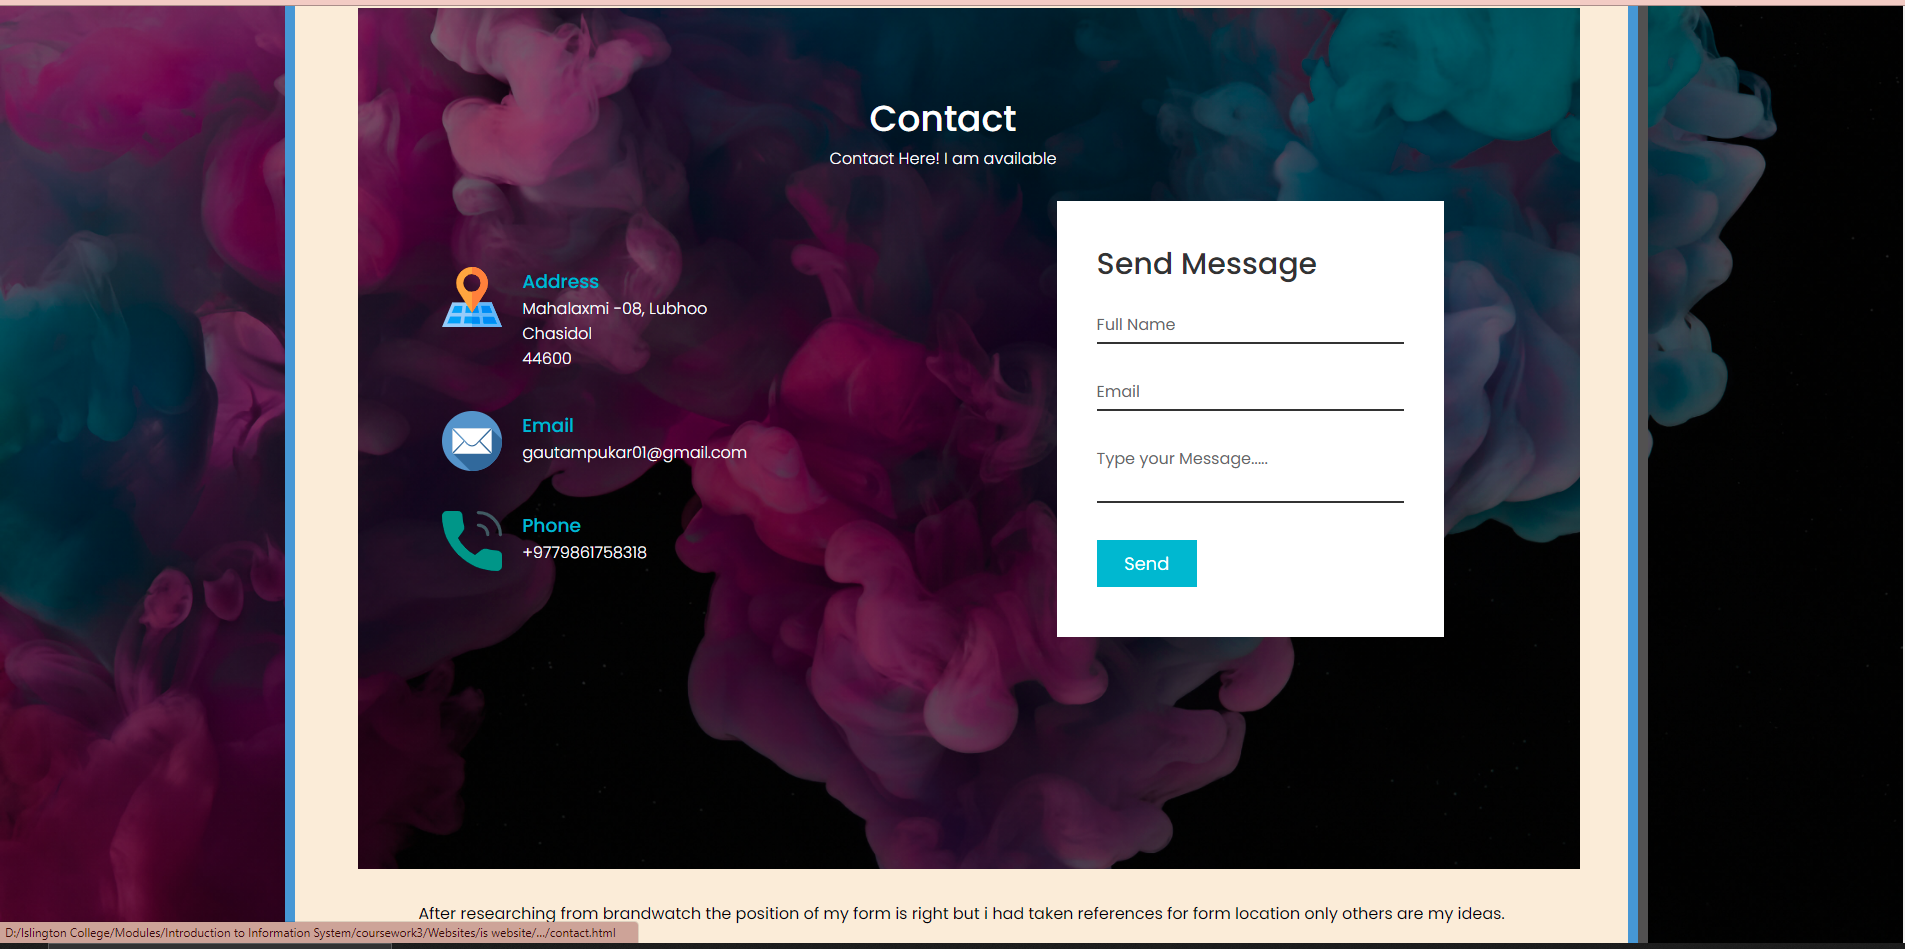 Contact
Contact Here! I am available
Address
Mahalaxmi -08, Lubhoo
Chasidol
44600
Email
gautampukar01@gmail.com
Phone
+9779861758318
Send Message
Full Name
Email
Type your Message.....
Send
After researching from brandwatch the position of my form is right but i had taken references for form location only others are my ideas.
D:/Islington College/Modules/Introduction to Information System/coursework3/Websites/is website/.../contact.html